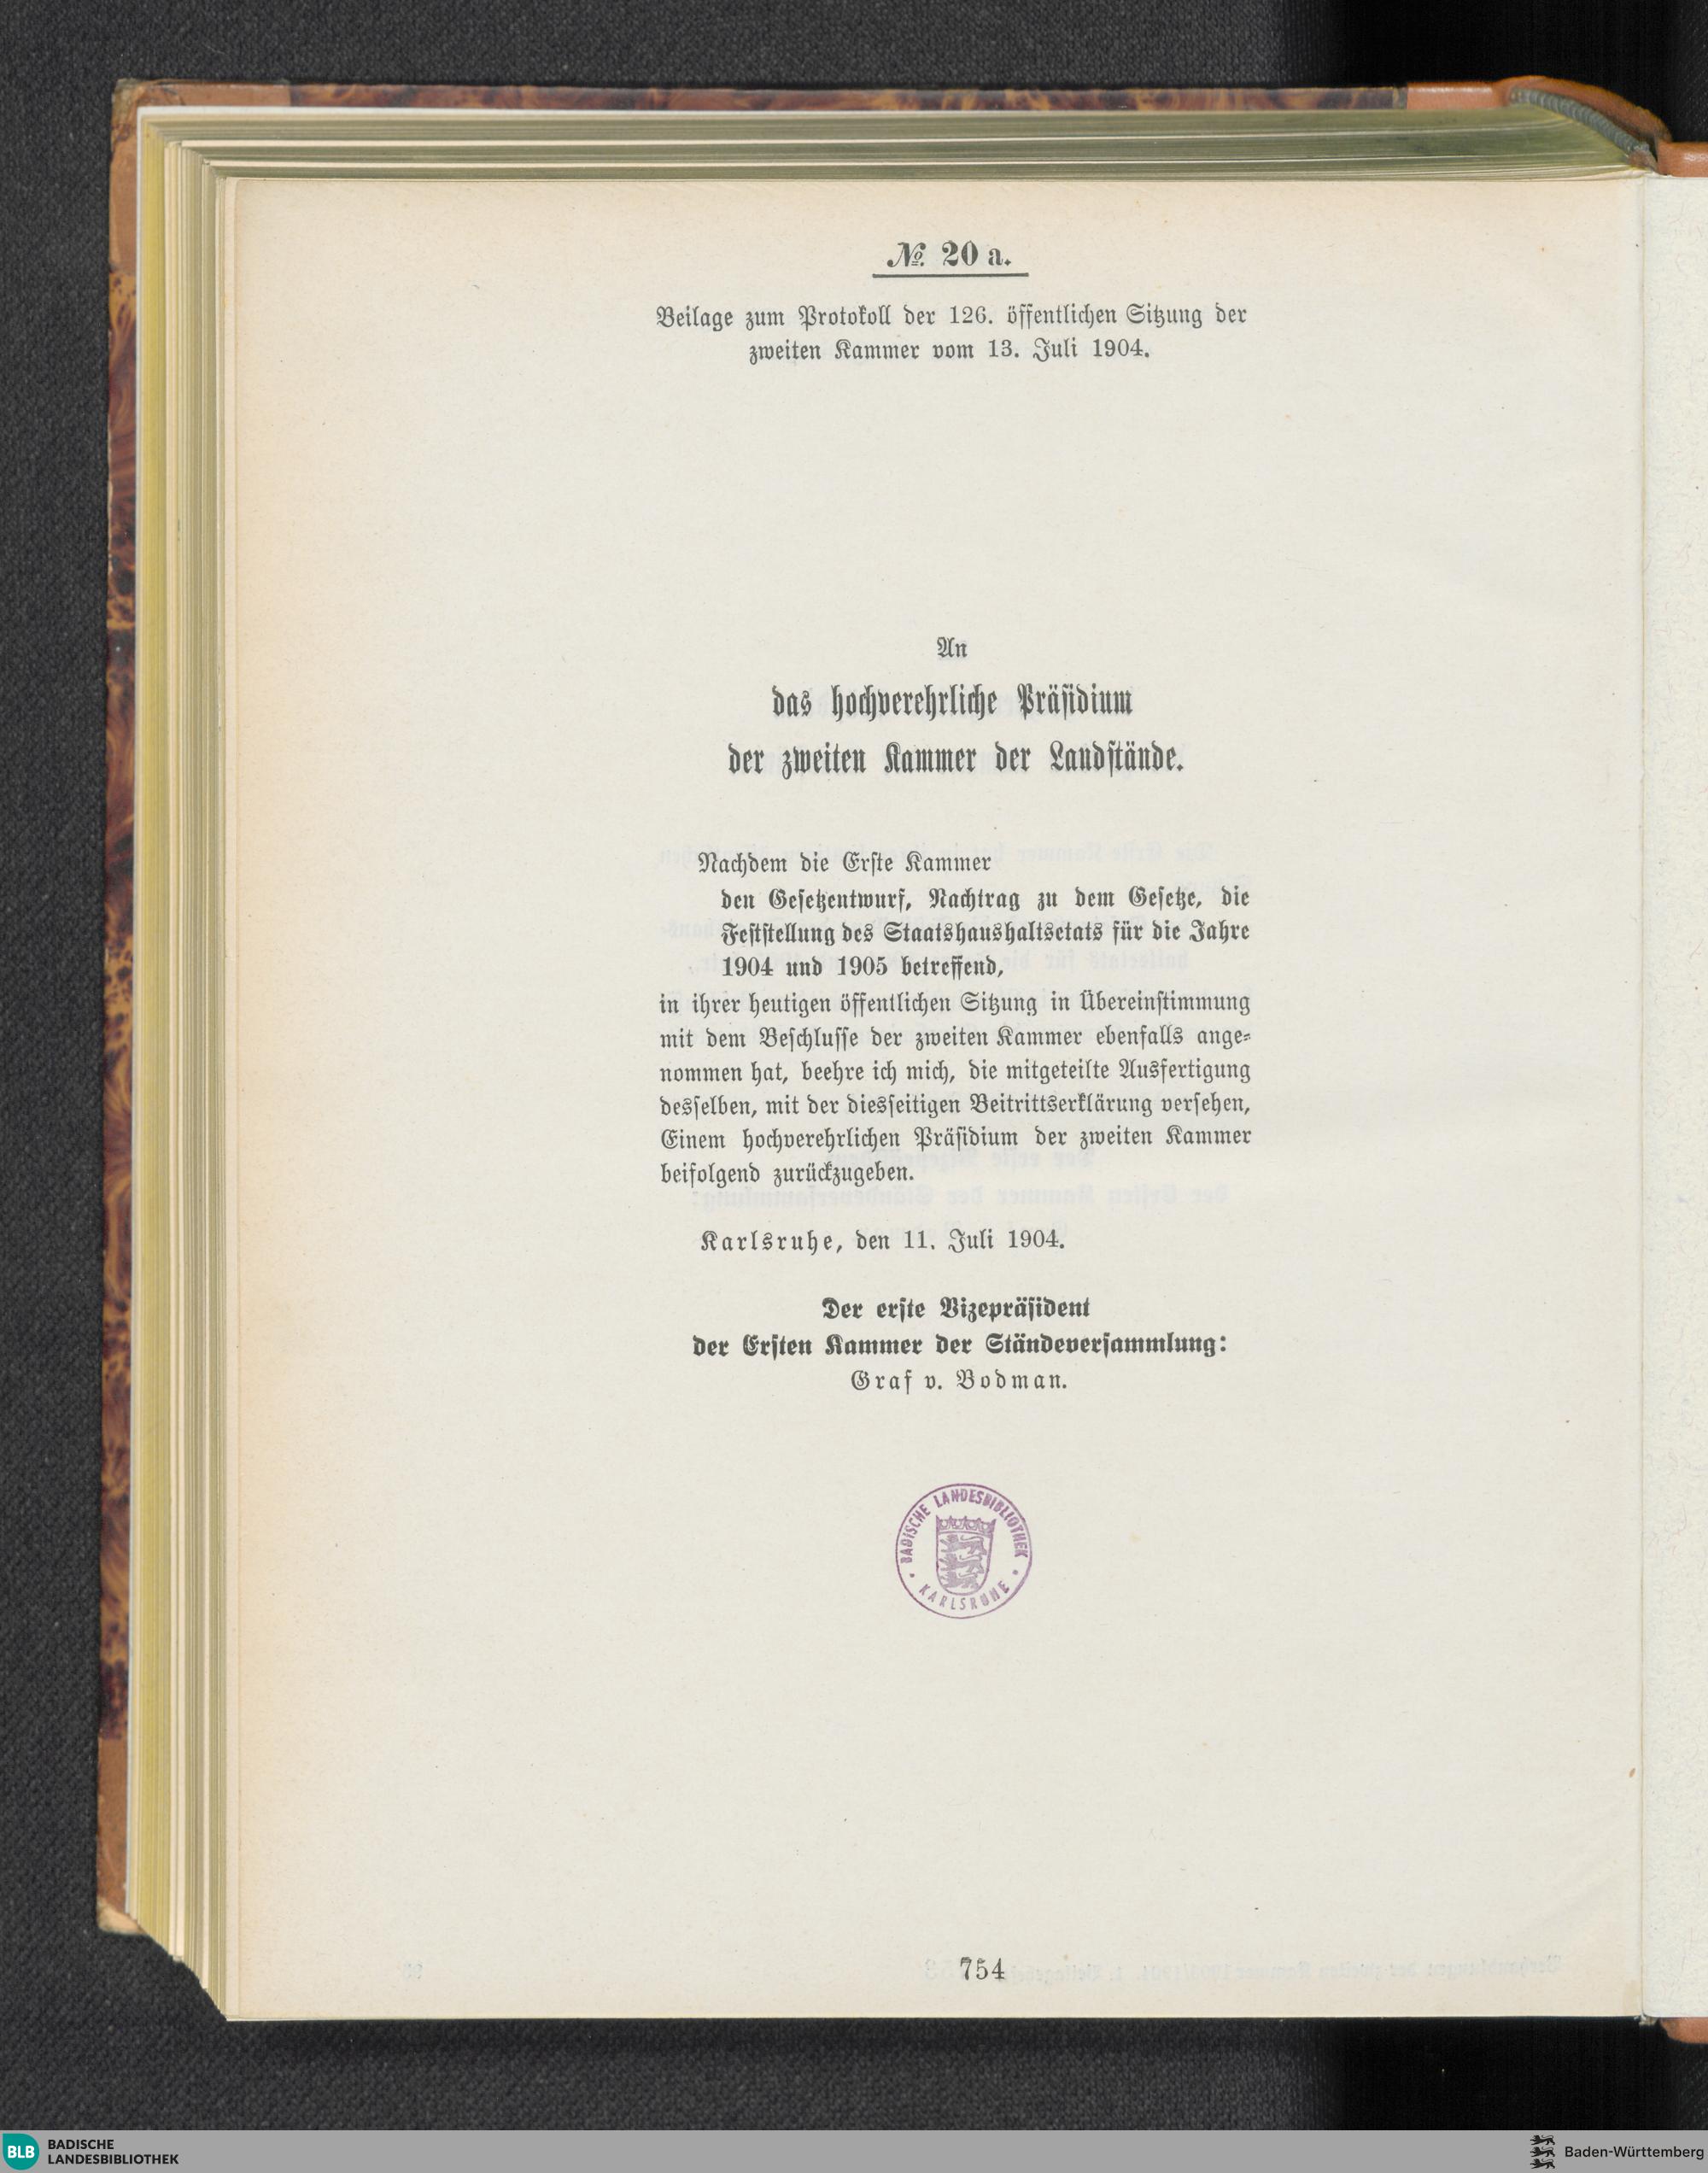 № 20 a.
Beilage zum Protokoll der 126. öffentlichen Sitzung der
zweiten Kammer vom 13. Juli 1904.
An
das hochverehrliche Präsidium
der zweiten Kammer der Landstände.
Nachdem die Erste Kammer
den Gesetzentwurf, Nachtrag zu dem Gesetze, die
Feststellung des Staatshaushaltsetats für die Jahre
1904 und 1905 betreffend,
in ihrer heutigen öffentlichen Sitzung in Übereinstimmung
mit dem Beschlusse der zweiten Kammer ebenfalls ange-
nommen hat, beehre ich mich, die mitgeteilte Ausfertigung
desselben, mit der diesseitigen Beitrittserklärung versehen,
Einem hochverehrlichen Präsidium der zweiten Kammer
beifolgend zurückzugeben.
Karlsruhe, den 11. Juli 1904.
Der erste Vizepräsident
der Ersten Kammer der Ständeversammlung:
Graf v. Bodman.
BADISCHE LANDESBIBLIOTHEK
KARLSRUHE
754
BLB BADISCHE
LANDESBIBLIOTHEK
Baden-Württemberg